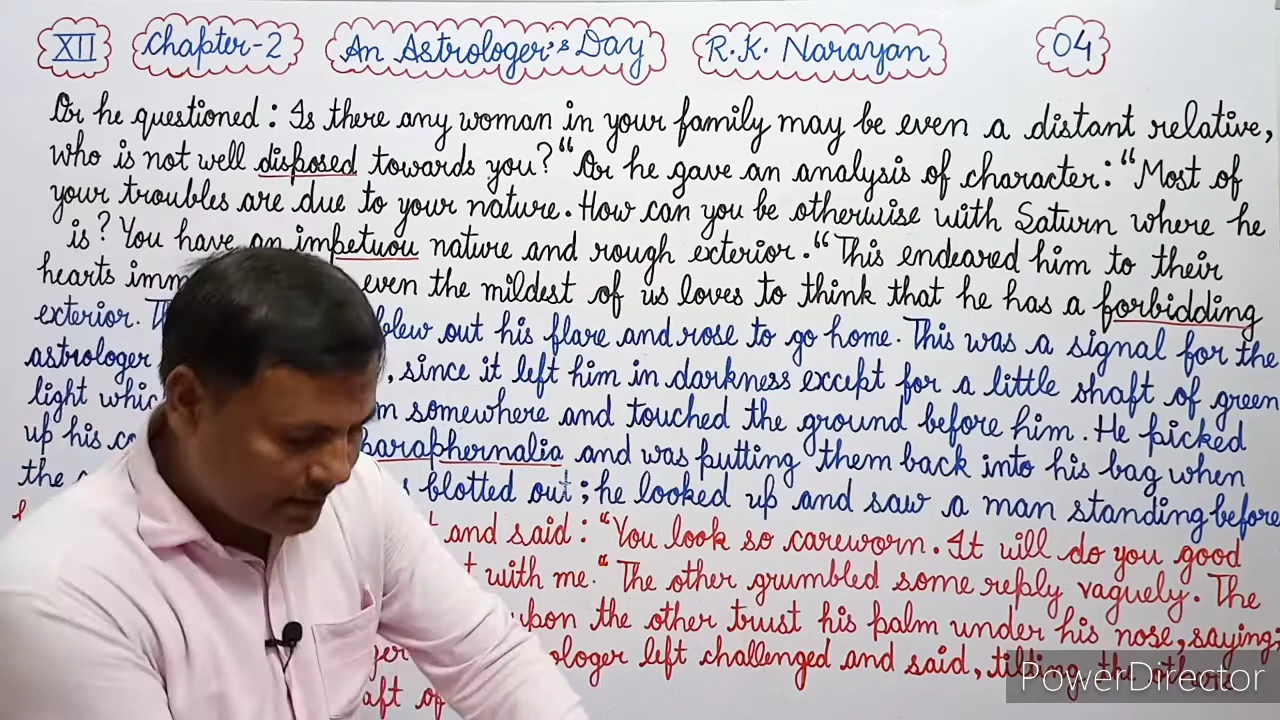 XII Chapter-2 An Astrologer's Day R.K. Narayan 04
Or he questioned: Is there any woman in your family may be even a distant relative,
who is not well disposed towards you?" Or he gave an analysis of character: "Most of
your troubles are due to your nature. How can you be otherwise with Saturn where he
is? You have an impetuou nature and rough exterior." This endeared him to their
hearts even the mildest of us loves to think that he has a forbidding
exterior. blew out his flare and rose to go home. This was a signal for the
astrologer , since it left him in darkness except for a little shaft of green
light somewhere and touched the ground before him. He picked
up his paraphernalia and was putting them back into his bag when
the blotted out; he looked up and saw a man standing before
and said: "You look so careworn. It will do you good
with me." The other grumbled some reply vaguely. The
upon the other trust his palm under his nose, saying:
left challenged and said, tilting the others
of
PowerDirector